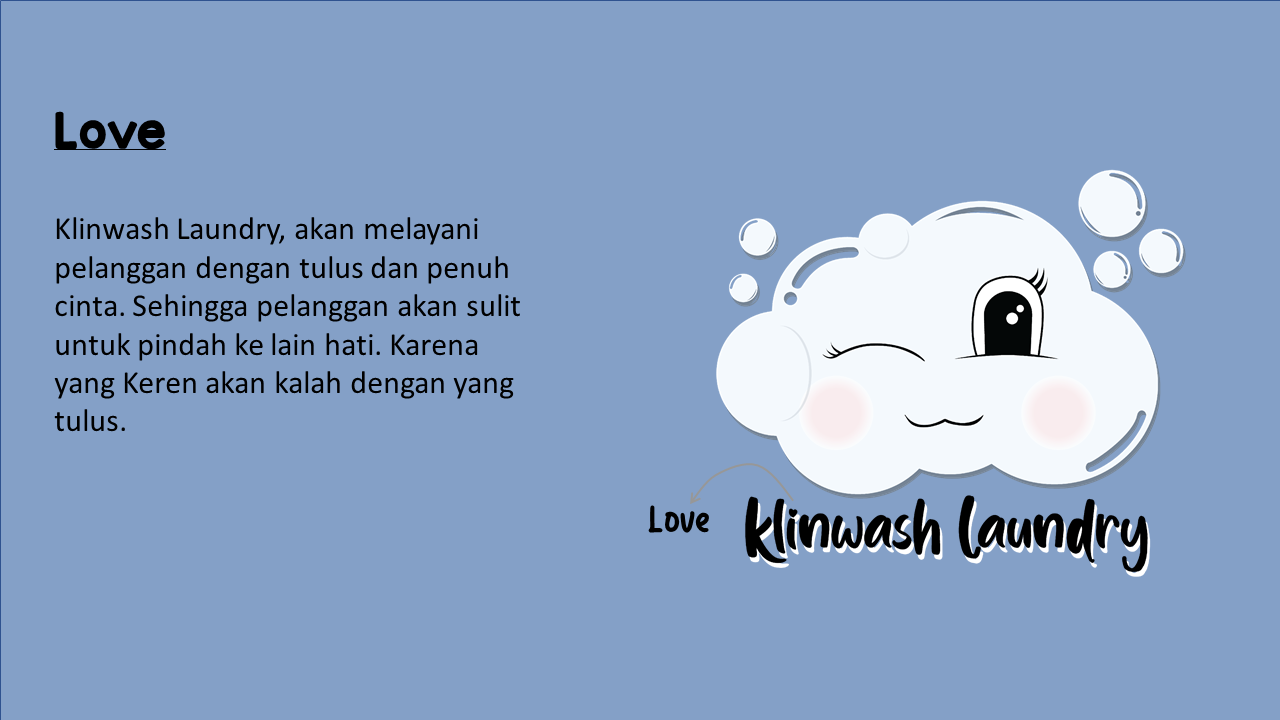 Love
Klinwash Laundry, akan melayani
pelanggan dengan tulus dan penuh
cinta. Sehingga pelanggan akan sulit
untuk pindah ke lain hati. Karena
yang Keren akan kalah dengan yang
tulus.
Love
klinwash laundry